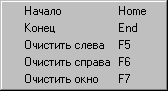 Начало Home
Конец End
Очистить слева F5
Очистить справа F6
Очистить окно F7